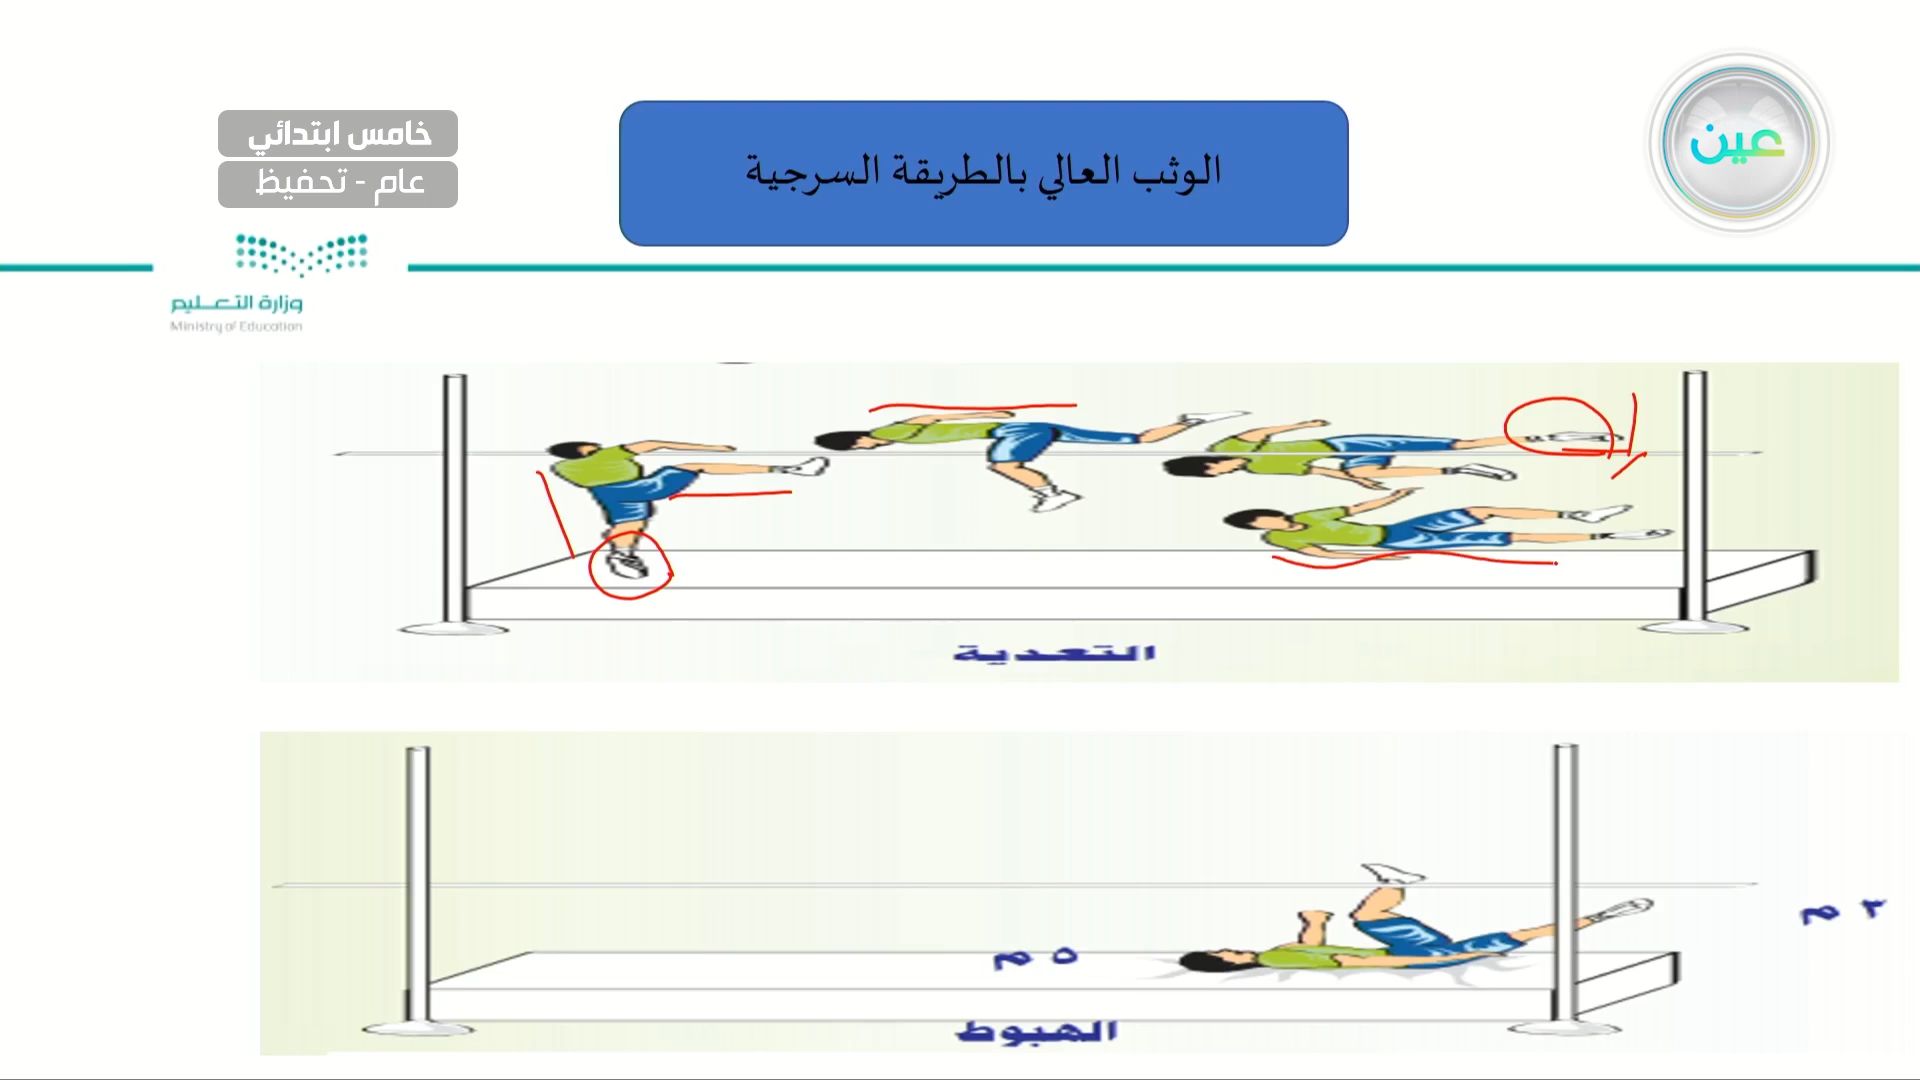 عين
الوثب العالي بالطريقة السرجية
خامس ابتدائي
عام - تحفيظ
وزارة التعليم
Ministry of Education
التعدية
٣ م
٥ م
الهبوط